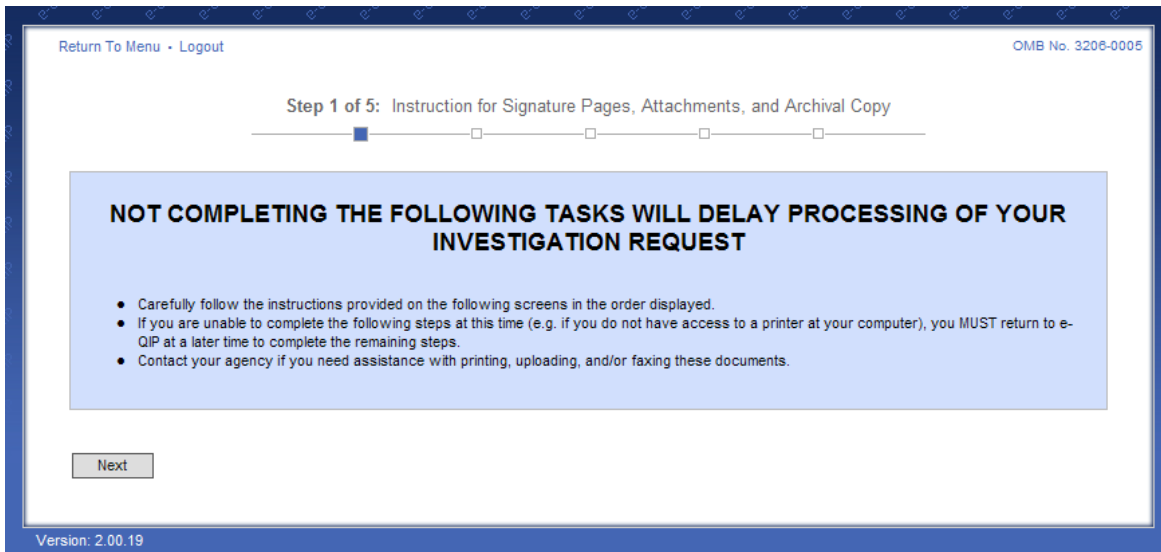 Return To Menu • Logout
OMB No. 3206-0005
Step 1 of 5: Instruction for Signature Pages, Attachments, and Archival Copy
NOT COMPLETING THE FOLLOWING TASKS WILL DELAY PROCESSING OF YOUR
INVESTIGATION REQUEST
• Carefully follow the instructions provided on the following screens in the order displayed.
• If you are unable to complete the following steps at this time (e.g. if you do not have access to a printer at your computer), you MUST return to e-
QIP at a later time to complete the remaining steps.
• Contact your agency if you need assistance with printing, uploading, and/or faxing these documents.
Next
Version: 2.00.19